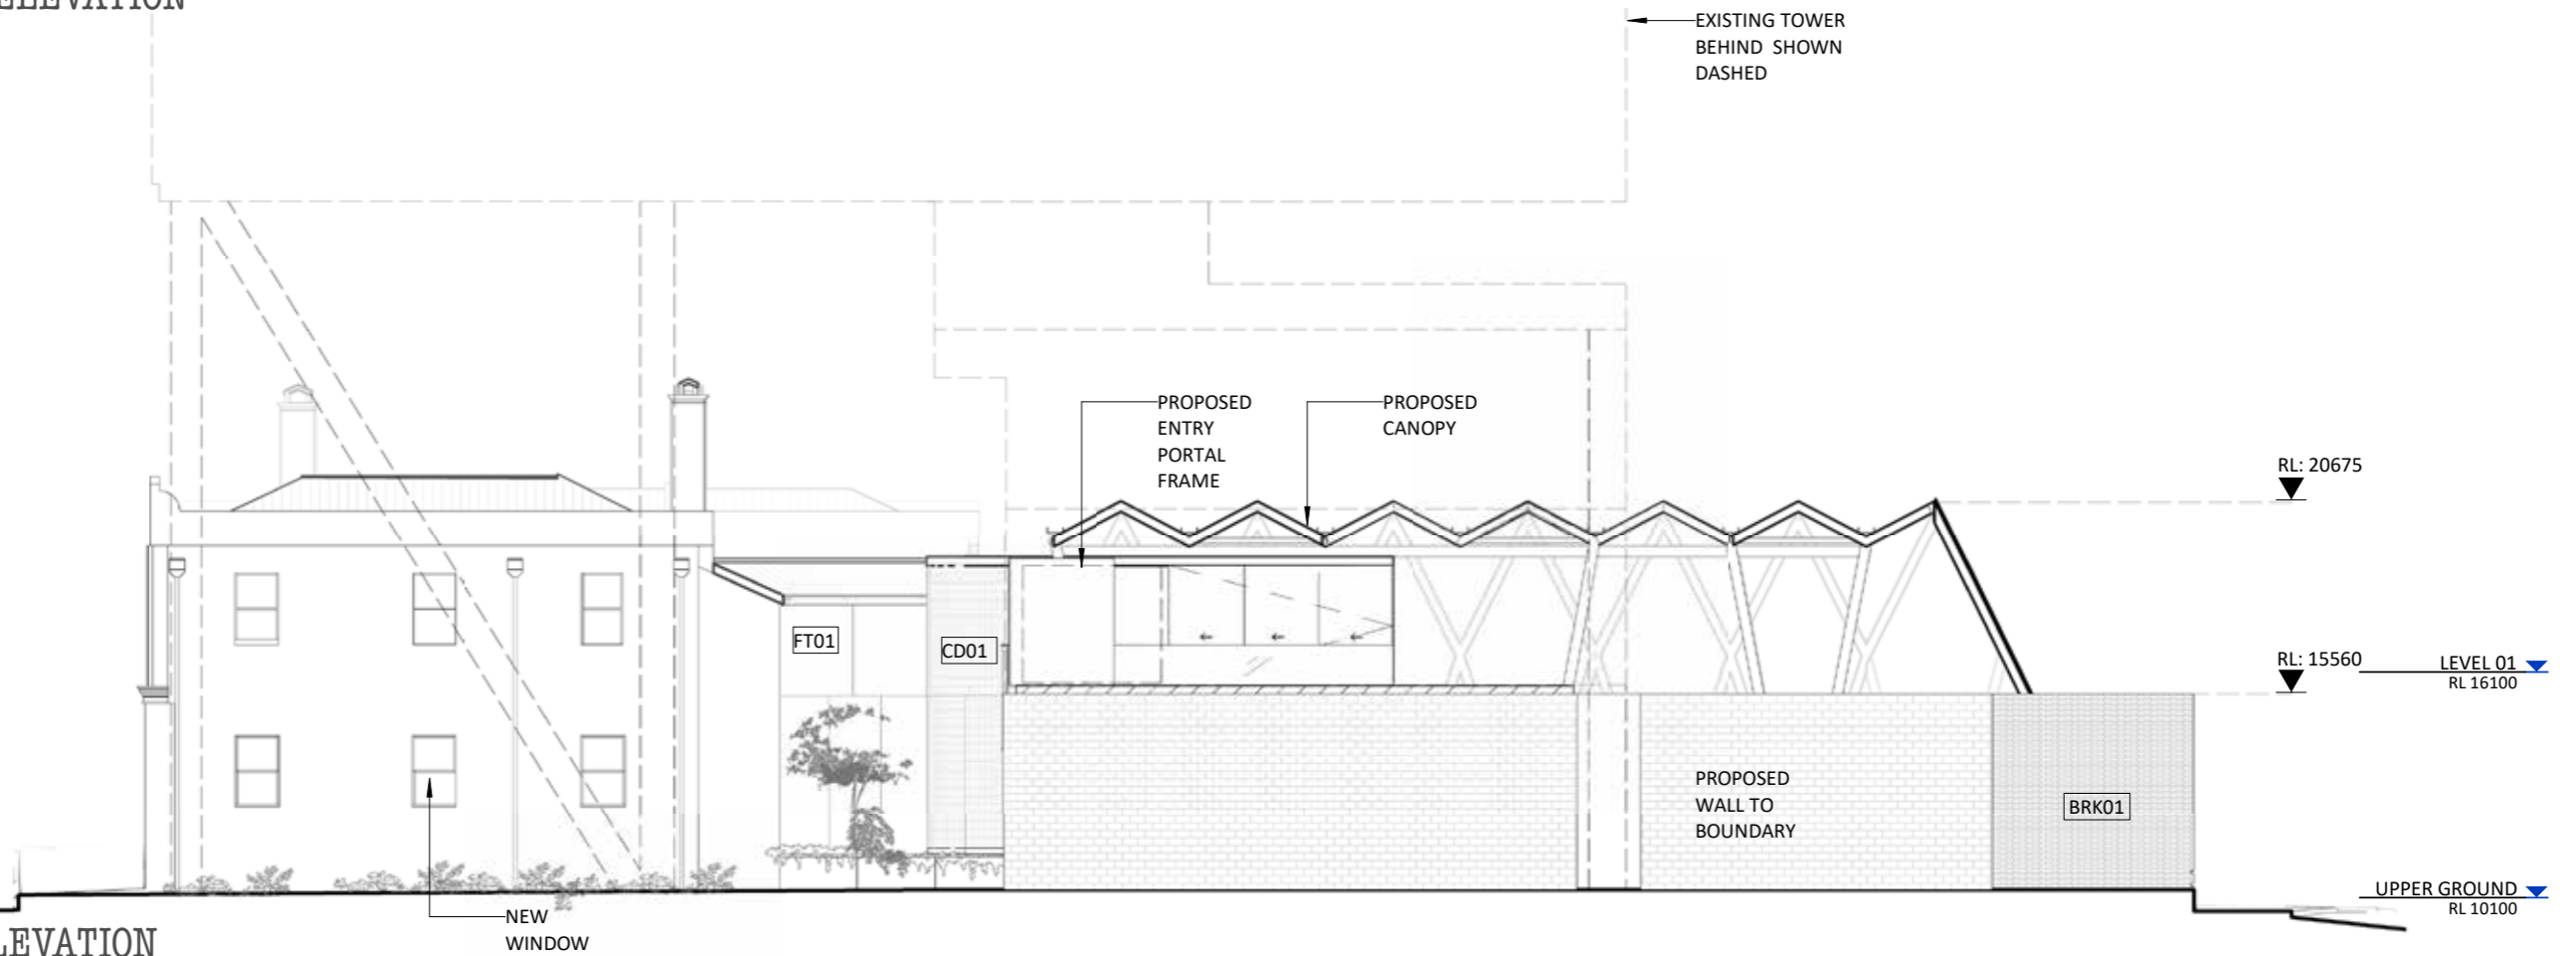 ELEVATION
EXISTING TOWER
BEHIND SHOWN
DASHED
PROPOSED
ENTRY
PORTAL
FRAME
PROPOSED
CANOPY
RL: 20675
FT01
CD01
RL: 15560
LEVEL 01
RL 16100
PROPOSED
WALL TO
BOUNDARY
BRK01
UPPER GROUND
RL 10100
NEW
WINDOW
LEVATION